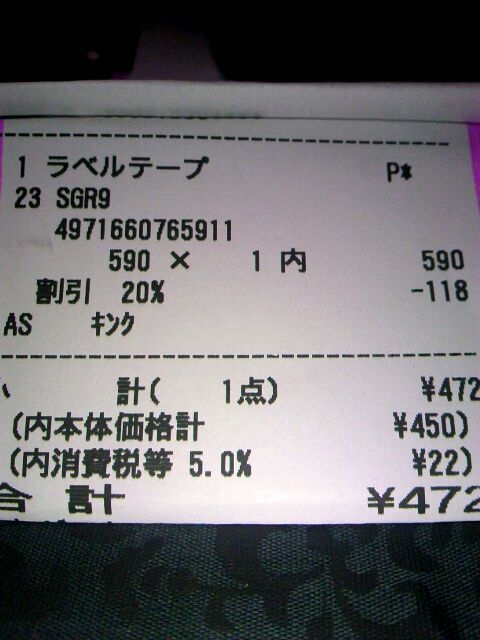 1 ラベルテープ P*
23 SGR9
4971660765911
590 × 1 内 590
割引 20% -118
AS ｷﾝｸ
計( 1点) ¥472
(内本体価格計 ¥450)
(内消費税等 5.0% ¥22)
合 計 ¥472